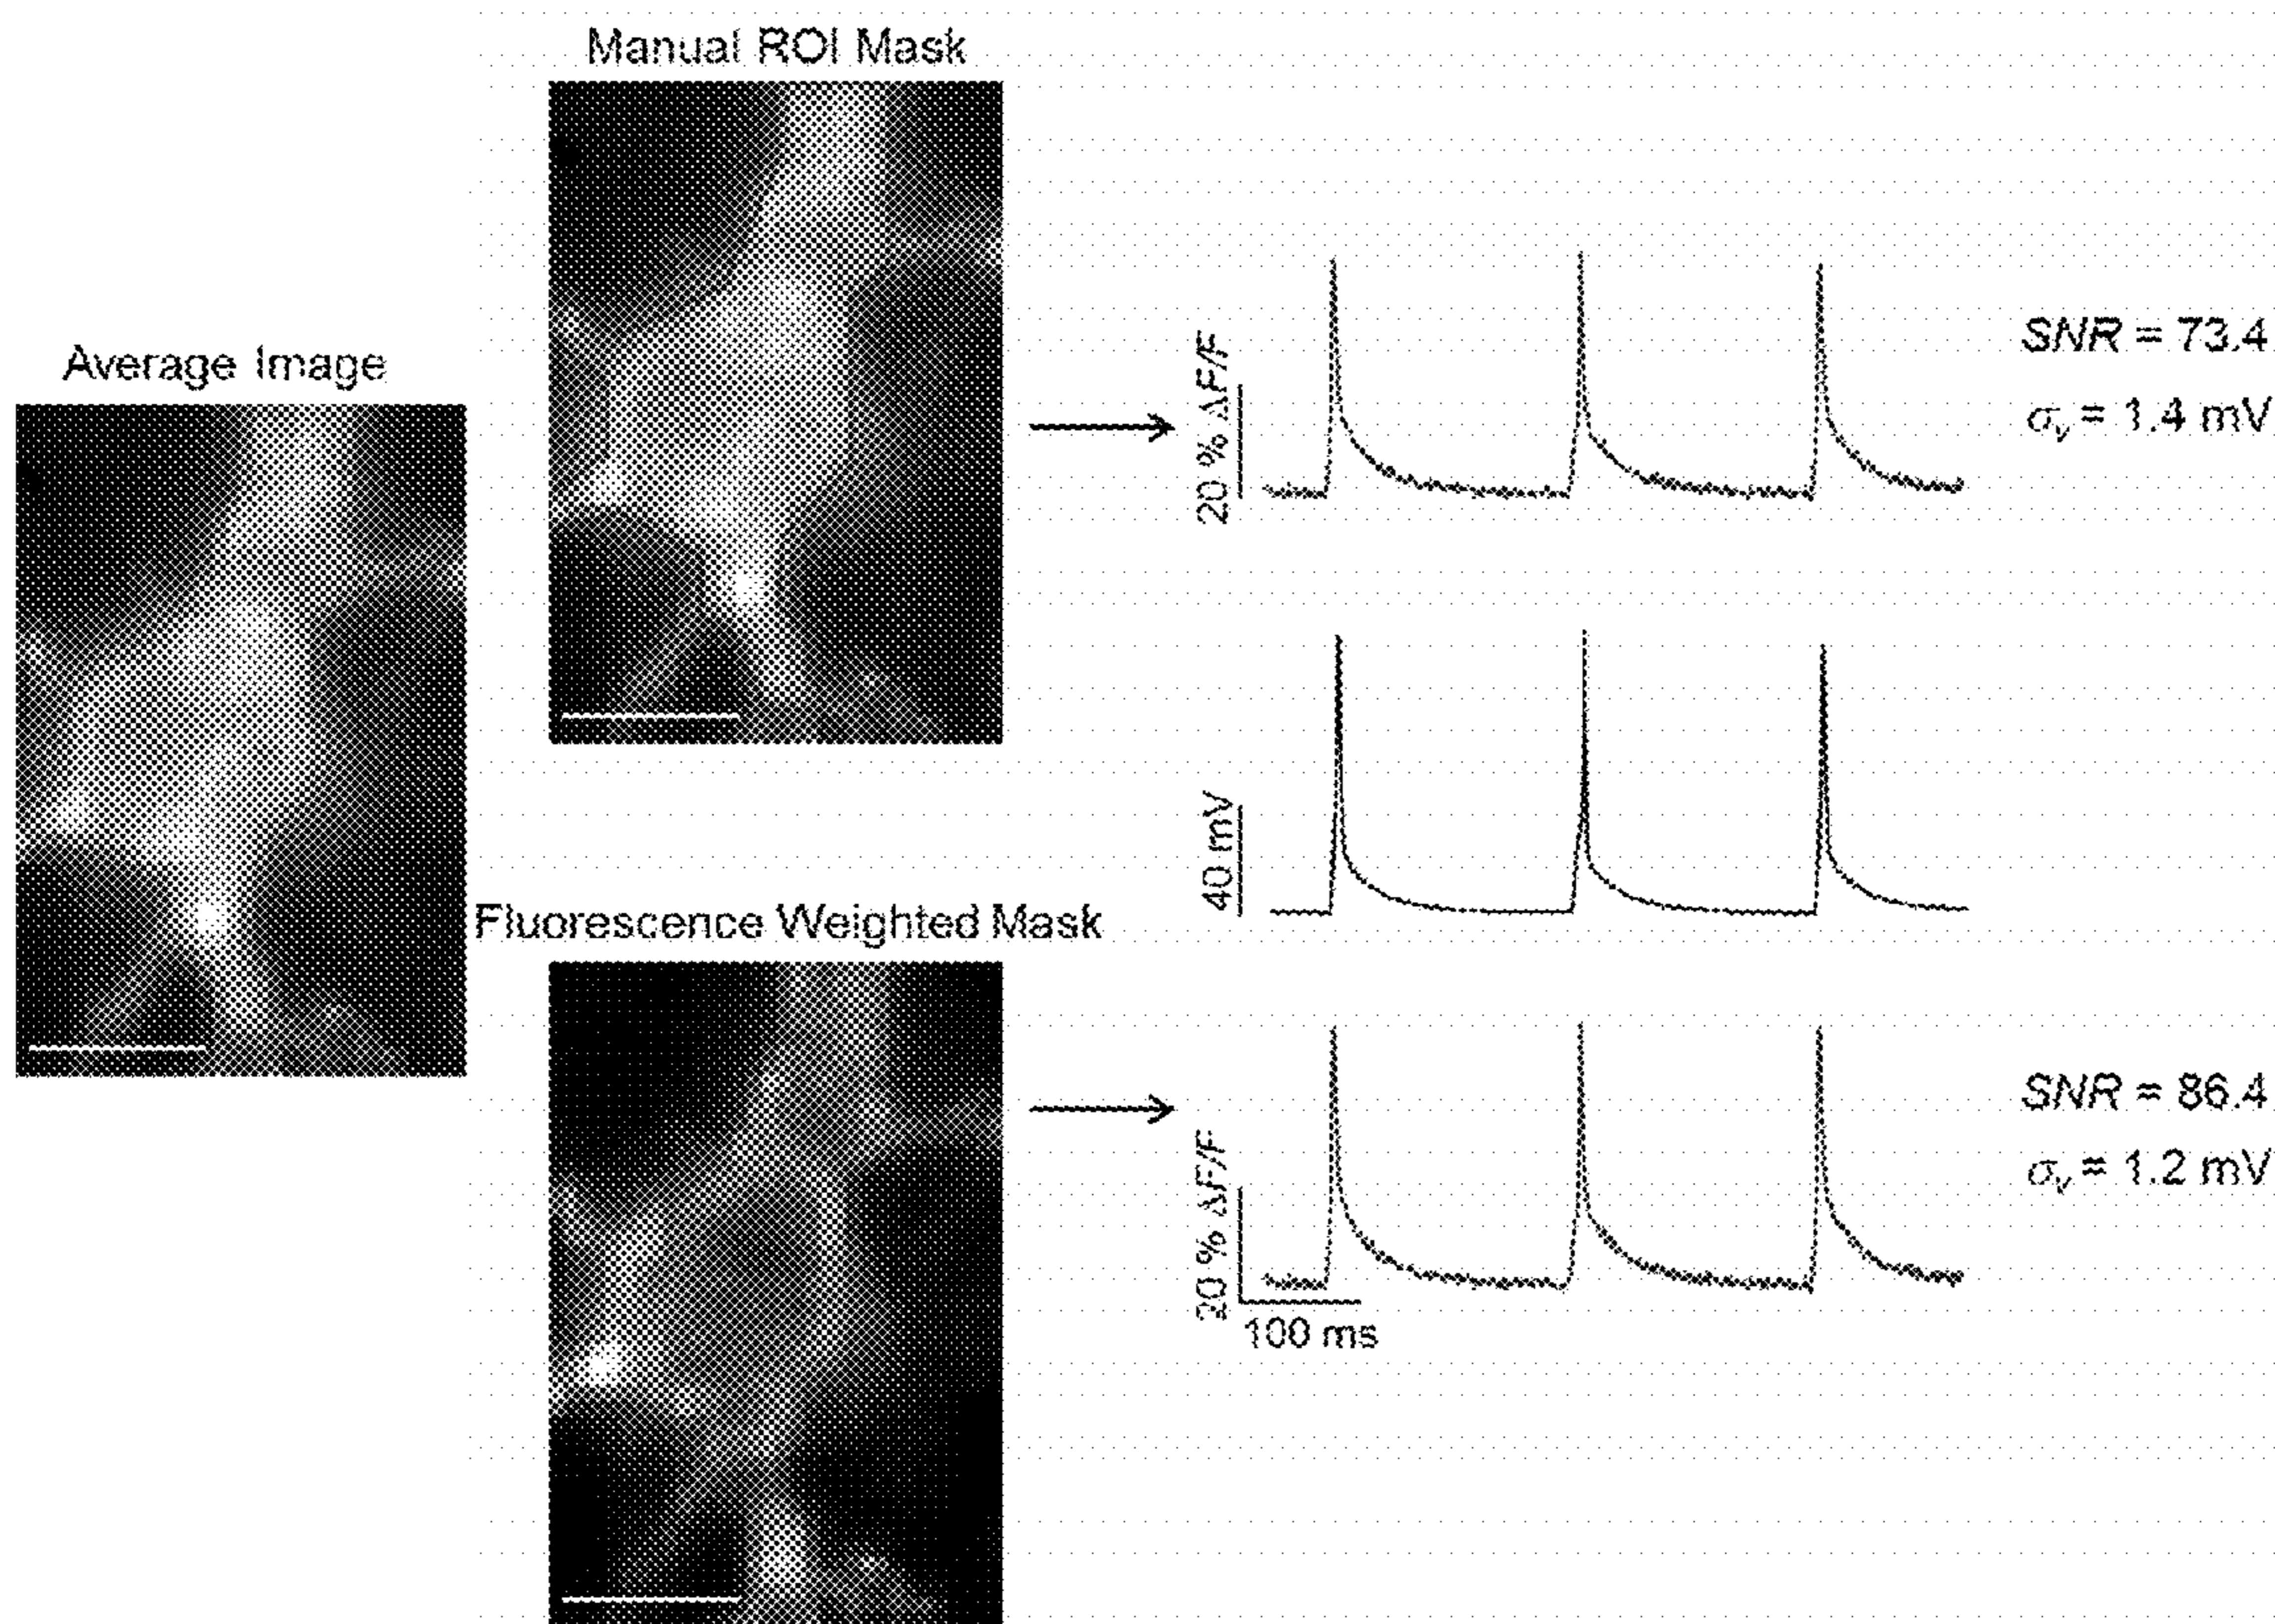 Manual ROI Mask
Average Image
20 % ΔF/F
SNR = 73.4
σᵥ = 1.4 mV
40 mV
Fluorescence Weighted Mask
20 % ΔF/F
100 ms
SNR = 86.4
σᵥ = 1.2 mV